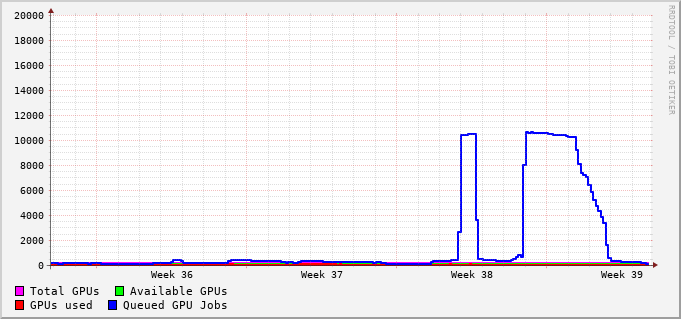 RRDTOOL / TOBI OETIKER
20000
18000
16000
14000
12000
10000
8000
6000
4000
2000
0
Week 36 Week 37 Week 38 Week 39
Total GPUs Available GPUs
GPUs used Queued GPU Jobs